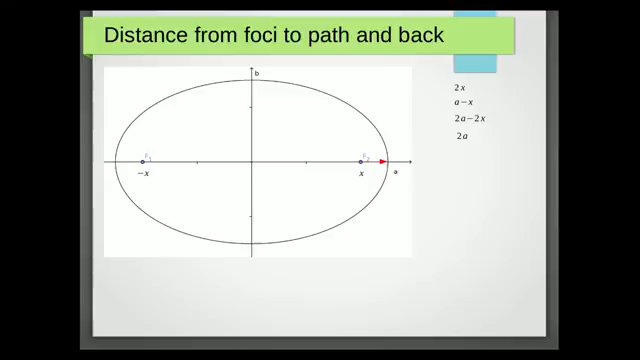 Distance from foci to path and back
b
2x
a−x
2a−2x
2a
F1
F2
−x
x
a